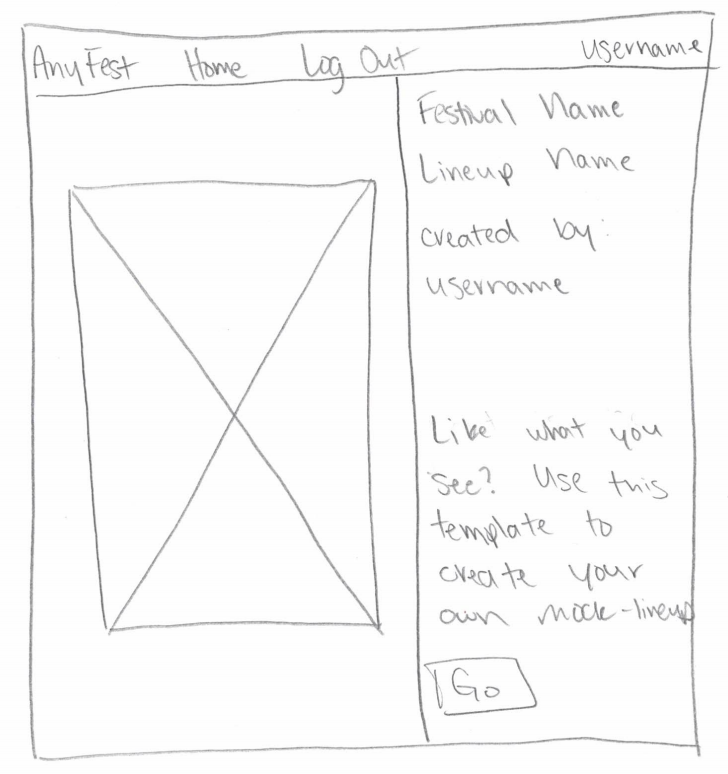 AnyFest Home Log Out username
Festival Name
Lineup Name
created by:
username
Like what you
see? Use this
template to
create your
own mock-lineup
Go